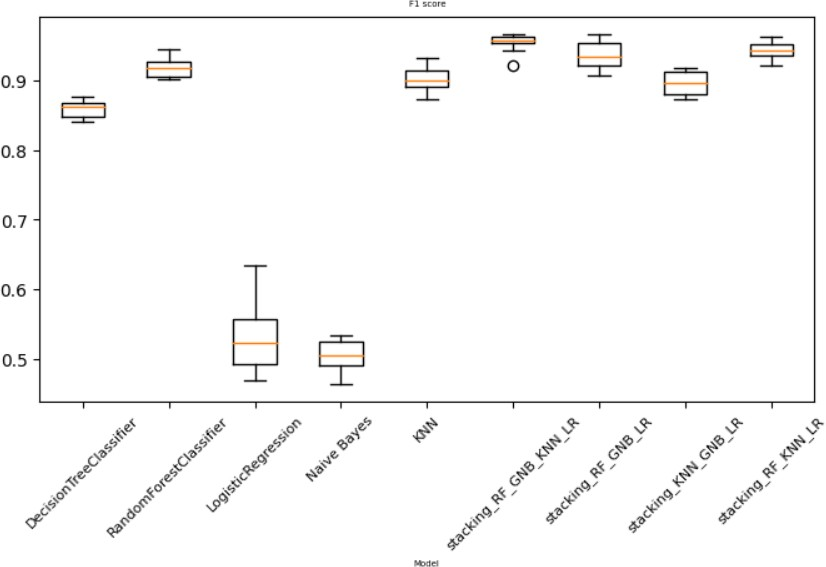 F1 score
0.9
0.8
0.7
0.6
0.5
DecisionTreeClassifier
RandomForestClassifier
LogisticRegression
Naive Bayes
KNN
stacking_RF_GNB_KNN_LR
stacking_RF_GNB_LR
stacking_KNN_GNB_LR
stacking_RF_KNN_LR
Model